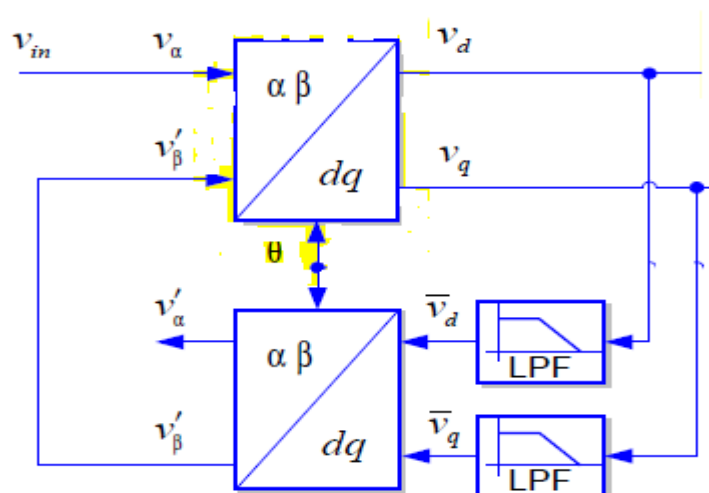 v_in v_α v_d
α β
v′_β v_q
dq
θ
v′_α v̅_d
α β
LPF
v′_β v̅_q
dq
LPF